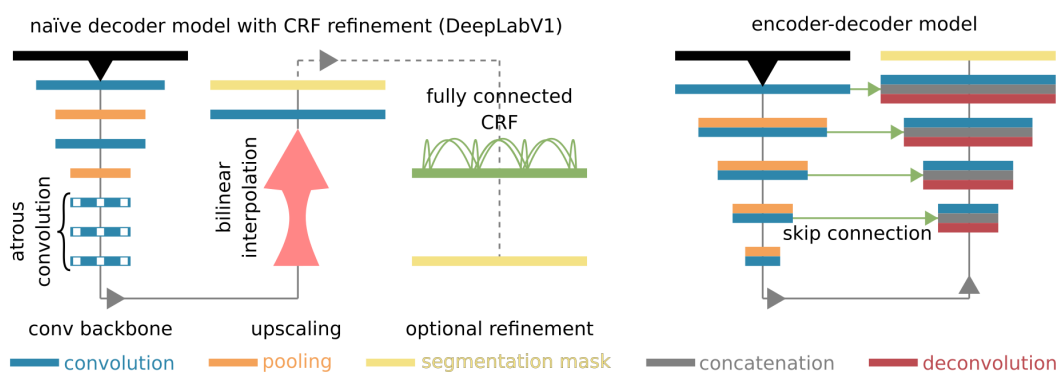 naïve decoder model with CRF refinement (DeepLabV1)
encoder-decoder model
fully connected
CRF
atrous
convolution
bilinear
interpolation
skip connection
conv backbone
upscaling
optional refinement
convolution
pooling
segmentation mask
concatenation
deconvolution